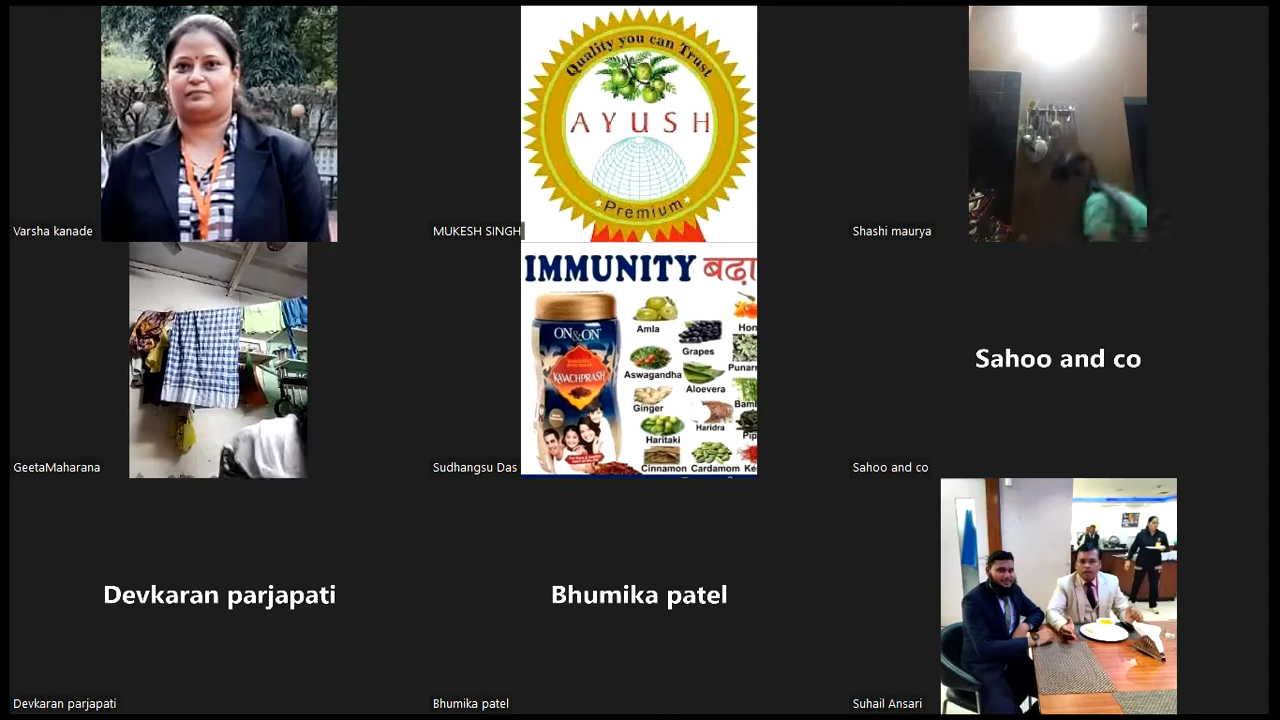 Varsha kanade
Quality you can Trust
AYUSH
Premium
MUKESH SINGH
Shashi maurya
GeetaMaharana
IMMUNITY बढ़ा
ON&ON
KAVACHPRASH
Amla
Grapes
Aswagandha
Aloevera
Ginger
Haridra
Haritaki
Cinnamon
Cardamom
Sudhangsu Das
Sahoo and co
Sahoo and co
Devkaran parjapati
Devkaran parjapati
Bhumika patel
Bhumika patel
Suhail Ansari